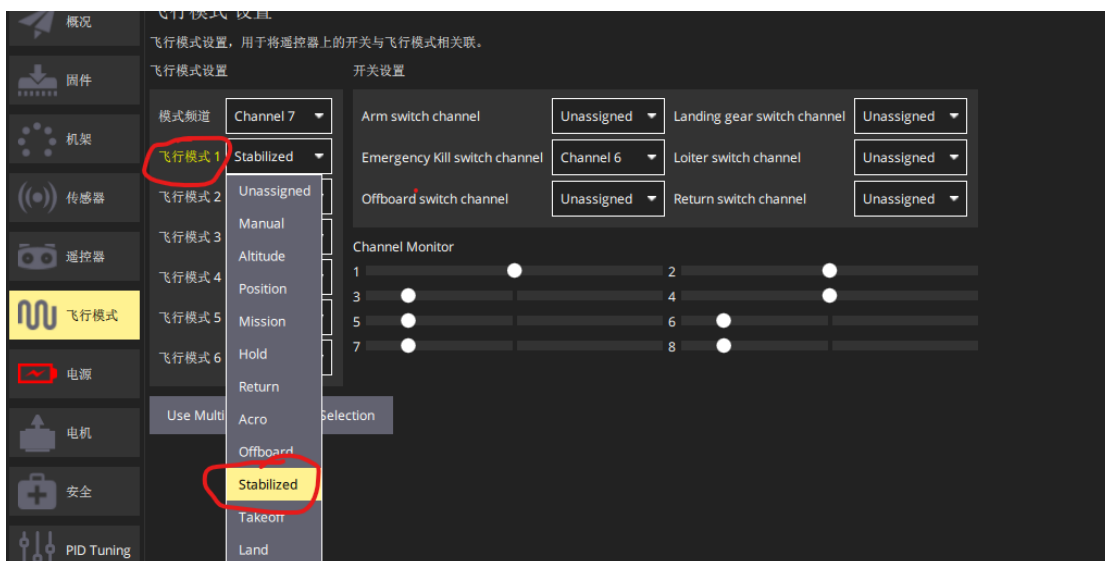 概况
飞行模式 设置
飞行模式设置，用于将遥控器上的开关与飞行模式相关联。
飞行模式设置
开关设置
固件
模式频道 Channel 7
Arm switch channel Unassigned
Landing gear switch channel Unassigned
机架
飞行模式 1 Stabilized
Emergency Kill switch channel Channel 6
Loiter switch channel Unassigned
传感器
飞行模式 2
Offboard switch channel Unassigned
Return switch channel Unassigned
飞行模式 3
飞行模式 4
飞行模式 5
飞行模式 6
Unassigned
Manual
Altitude
Position
Mission
Hold
Return
Acro
Offboard
Stabilized
Takeoff
Land
Channel Monitor
1
2
3
4
5
6
7
8
遥控器
飞行模式
电源
Use Multi
Selection
电机
安全
PID Tuning